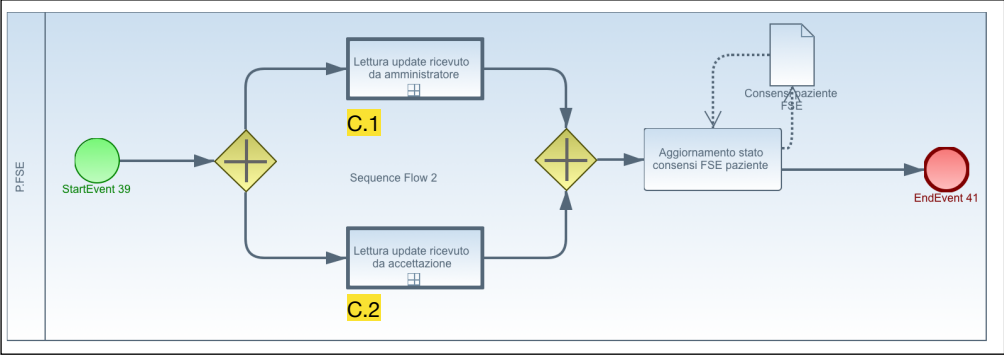 P.FSE
StartEvent 39
Lettura update ricevuto
da amministratore
C.1
Sequence Flow 2
Lettura update ricevuto
da accettazione
C.2
Consensi paziente
FSE
Aggiornamento stato
consensi FSE paziente
EndEvent 41